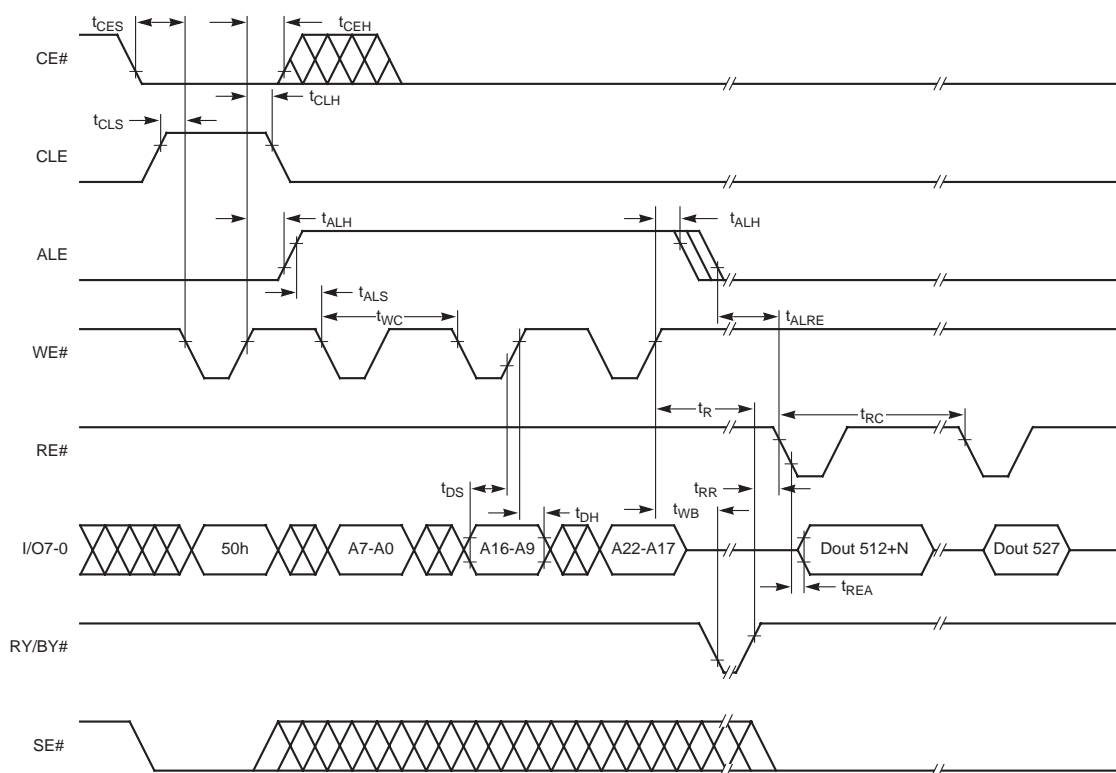 tCES
tCEH
CE#
tCLH
tCLS
CLE
tALH
tALH
ALE
tALS
tWC
tALRE
WE#
tR
tRC
RE#
tDS
tRR
tWB
tDH
I/O7-0
50h
A7-A0
A16-A9
A22-A17
Dout 512+N
Dout 527
tREA
RY/BY#
SE#